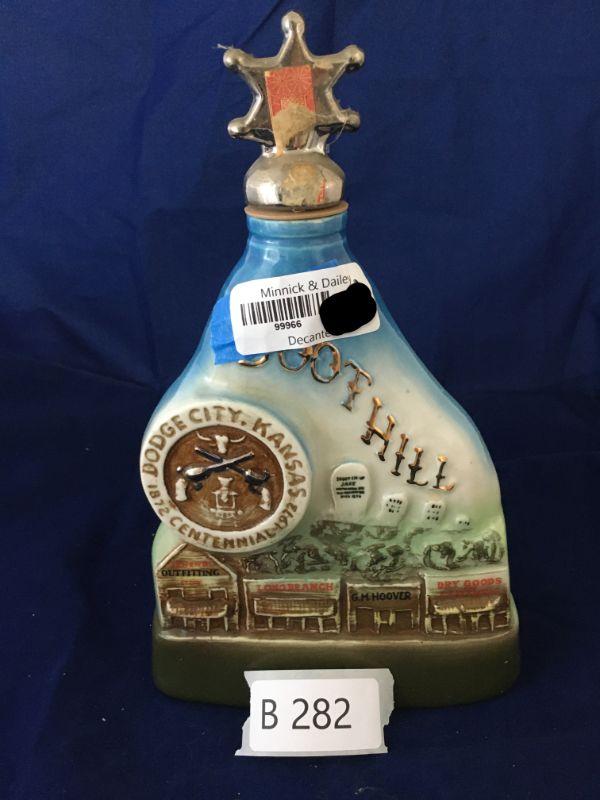 Minnick & Dailey
99966
Decante
BOOT HILL
DODGE CITY, KANSAS
1872 CENTENNIAL 1972
OUTFITTING
LONGBRANCH
G.M. HOOVER
DRY GOODS
B 282